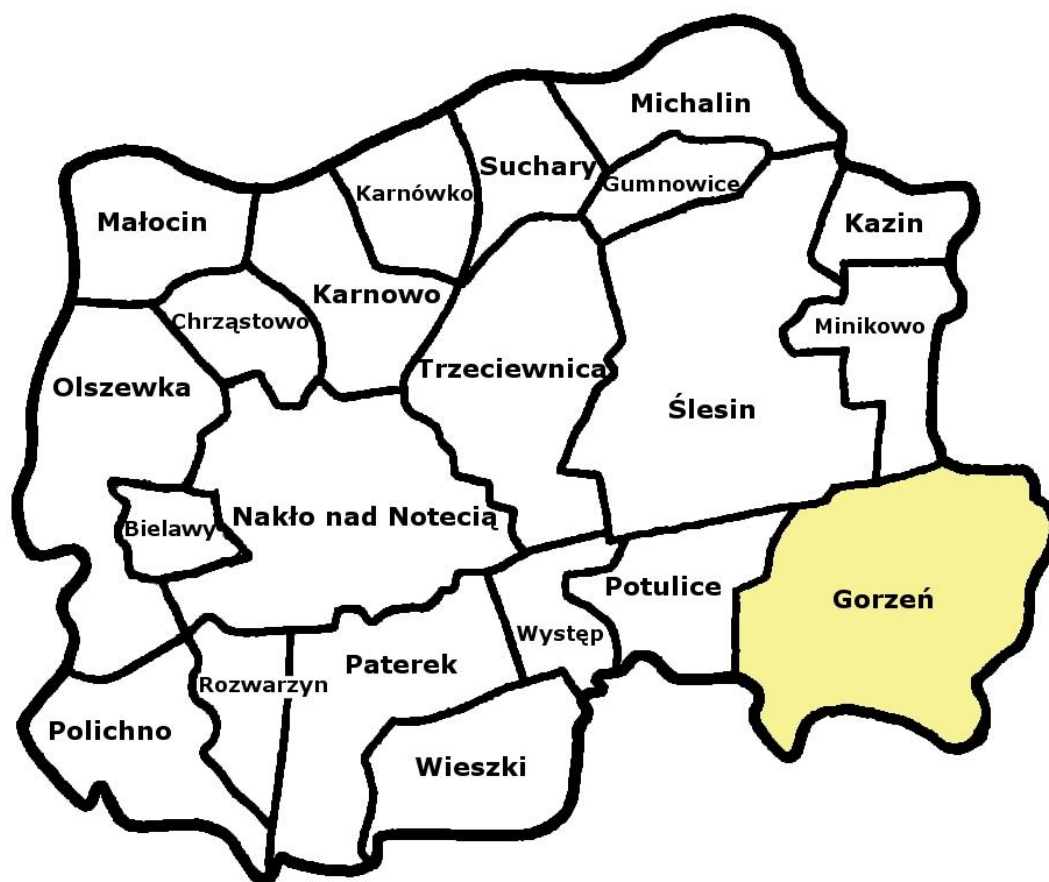 Michalin
Suchary
Gumnowice
Karnówko
Małocin
Kazin
Karnowo
Chrząstowo
Minikowo
Trzeciewnica
Olszewka
Ślesin
Nakło nad Notecią
Bielawy
Potulice
Gorzeń
Występ
Paterek
Rozwarzyn
Polichno
Wieszki